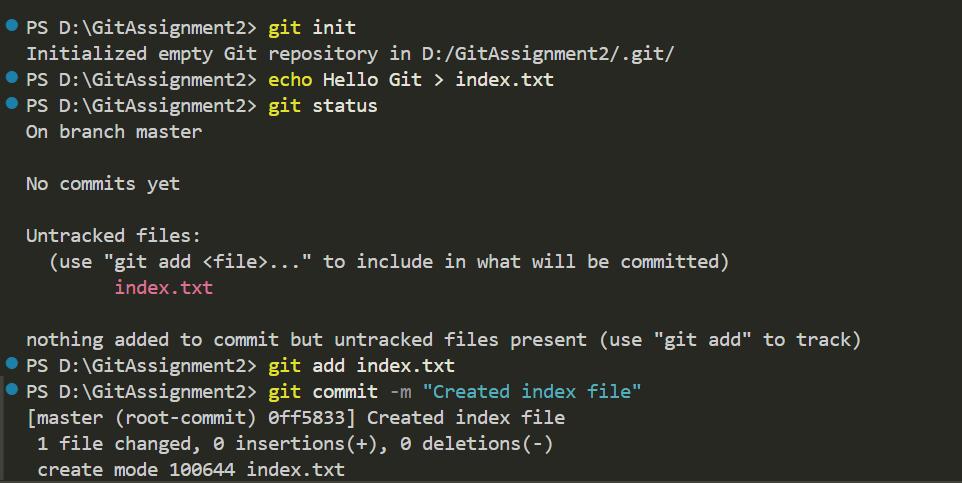 PS D:\GitAssignment2> git init
Initialized empty Git repository in D:/GitAssignment2/.git/
PS D:\GitAssignment2> echo Hello Git > index.txt
PS D:\GitAssignment2> git status
On branch master
No commits yet
Untracked files:
  (use "git add <file>..." to include in what will be committed)
        index.txt
nothing added to commit but untracked files present (use "git add" to track)
PS D:\GitAssignment2> git add index.txt
PS D:\GitAssignment2> git commit -m "Created index file"
[master (root-commit) 0ff5833] Created index file
 1 file changed, 0 insertions(+), 0 deletions(-)
 create mode 100644 index.txt